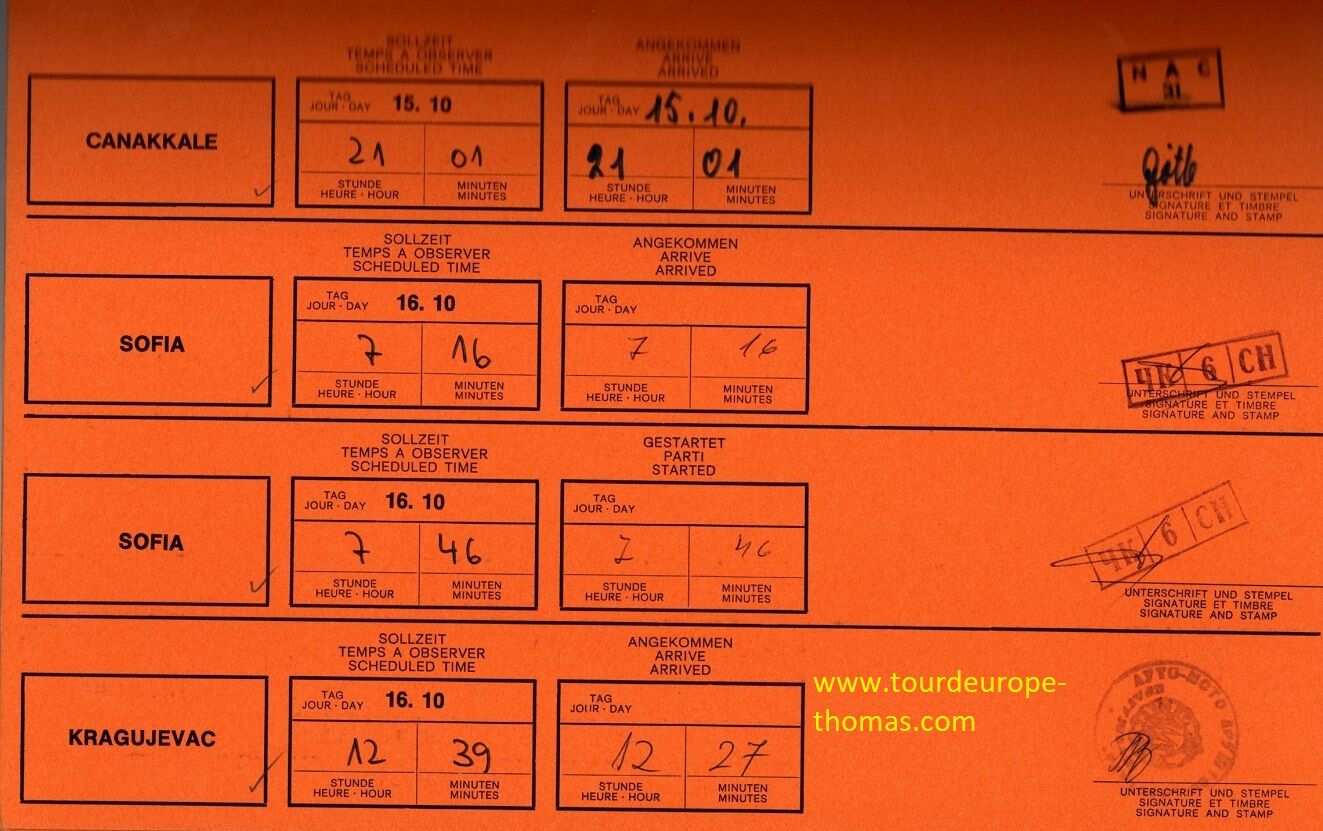 SOLLZEIT
TEMPS A OBSERVER
SCHEDULED TIME
ANGEKOMMEN
ARRIVE
ARRIVED
CANAKKALE
TAG
JOUR · DAY 15. 10
21 01
STUNDE
HEURE · HOUR
MINUTEN
MINUTES
TAG
JOUR · DAY 15.10.
21 01
STUNDE
HEURE · HOUR
MINUTEN
MINUTES
UNTERSCHRIFT UND STEMPEL
SIGNATURE ET TIMBRE
SIGNATURE AND STAMP
SOLLZEIT
TEMPS A OBSERVER
SCHEDULED TIME
ANGEKOMMEN
ARRIVE
ARRIVED
SOFIA
TAG
JOUR · DAY 16. 10
7 16
STUNDE
HEURE · HOUR
MINUTEN
MINUTES
TAG
JOUR · DAY
7 16
STUNDE
HEURE · HOUR
MINUTEN
MINUTES
ЧК 6 СН
UNTERSCHRIFT UND STEMPEL
SIGNATURE ET TIMBRE
SIGNATURE AND STAMP
SOLLZEIT
TEMPS A OBSERVER
SCHEDULED TIME
GESTARTET
PARTI
STARTED
SOFIA
TAG
JOUR · DAY 16. 10
7 46
STUNDE
HEURE · HOUR
MINUTEN
MINUTES
TAG
JOUR · DAY
7 46
STUNDE
HEURE · HOUR
MINUTEN
MINUTES
ЧК 6 СН
UNTERSCHRIFT UND STEMPEL
SIGNATURE ET TIMBRE
SIGNATURE AND STAMP
SOLLZEIT
TEMPS A OBSERVER
SCHEDULED TIME
ANGEKOMMEN
ARRIVE
ARRIVED
KRAGUJEVAC
TAG
JOUR · DAY 16. 10
12 39
STUNDE
HEURE · HOUR
MINUTEN
MINUTES
TAG
JOUR · DAY
12 27
STUNDE
HEURE · HOUR
MINUTEN
MINUTES
www.tourdeurope-
thomas.com
АУТО-МОТО
UNTERSCHRIFT UND STEMPEL
SIGNATURE ET TIMBRE
SIGNATURE AND STAMP